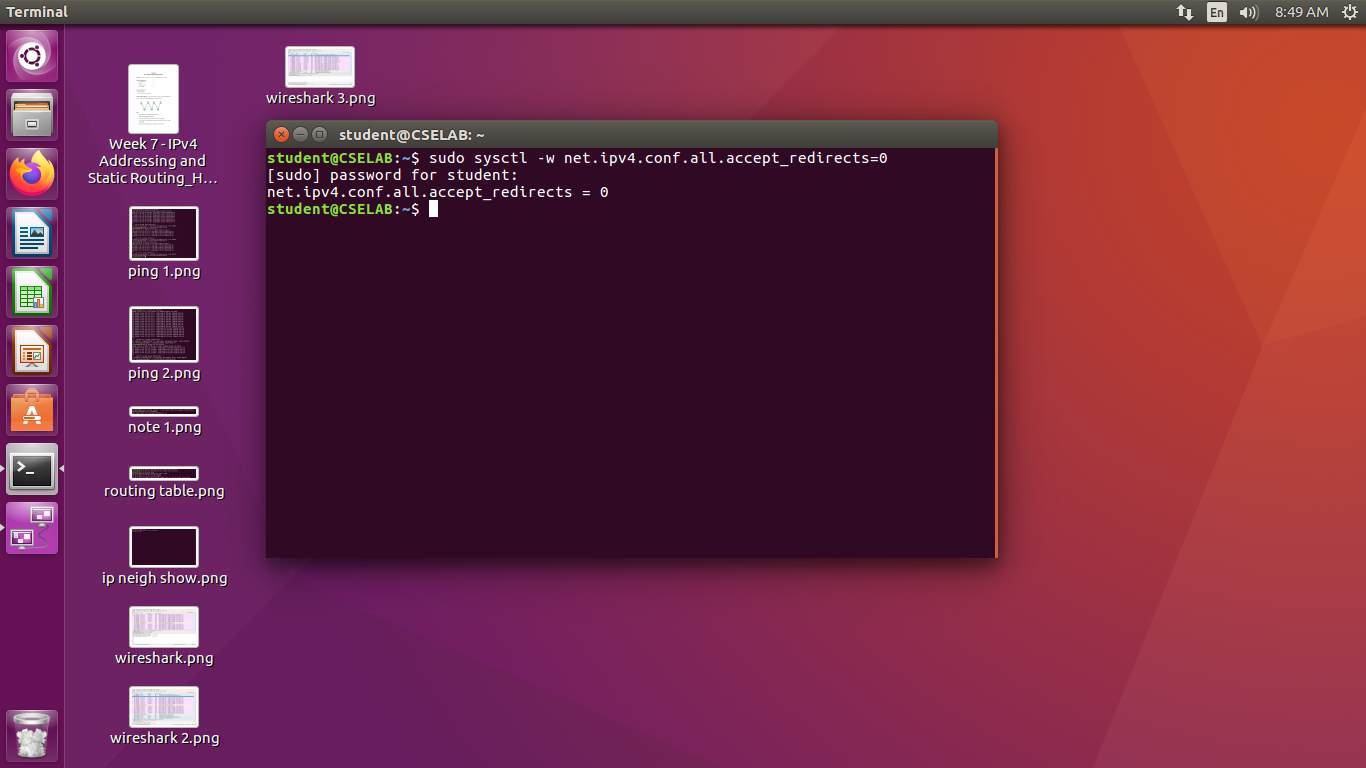 Terminal
En
8:49 AM
wireshark 3.png
Week 7 - IPv4
Addressing and
Static Routing_H...
ping 1.png
ping 2.png
note 1.png
routing table.png
ip neigh show.png
wireshark.png
wireshark 2.png
student@CSELAB: ~
student@CSELAB:~$ sudo sysctl -w net.ipv4.conf.all.accept_redirects=0
[sudo] password for student:
net.ipv4.conf.all.accept_redirects = 0
student@CSELAB:~$